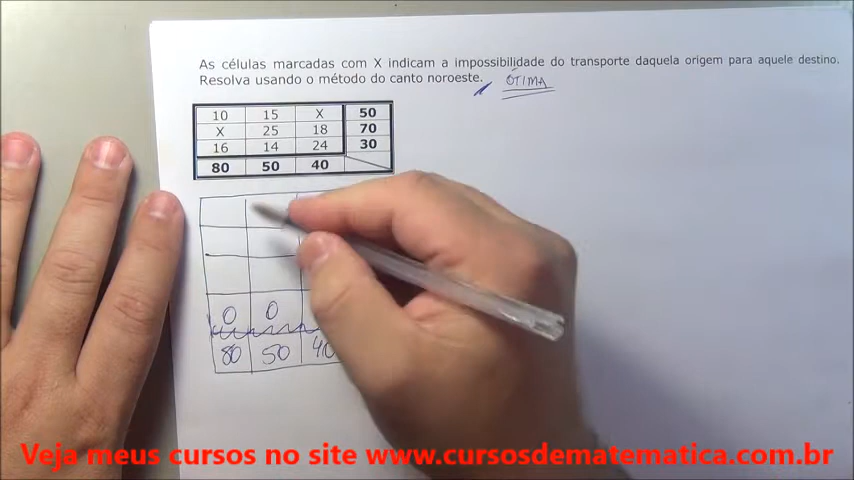 As células marcadas com X indicam a impossibilidade do transporte daquela origem para aquele destino.
Resolva usando o método do canto noroeste. ÓTIMA
10 15 X 50
X 25 18 70
16 14 24 30
80 50 40
0 0
80 50 40
Veja meus cursos no site www.cursosdematematica.com.br